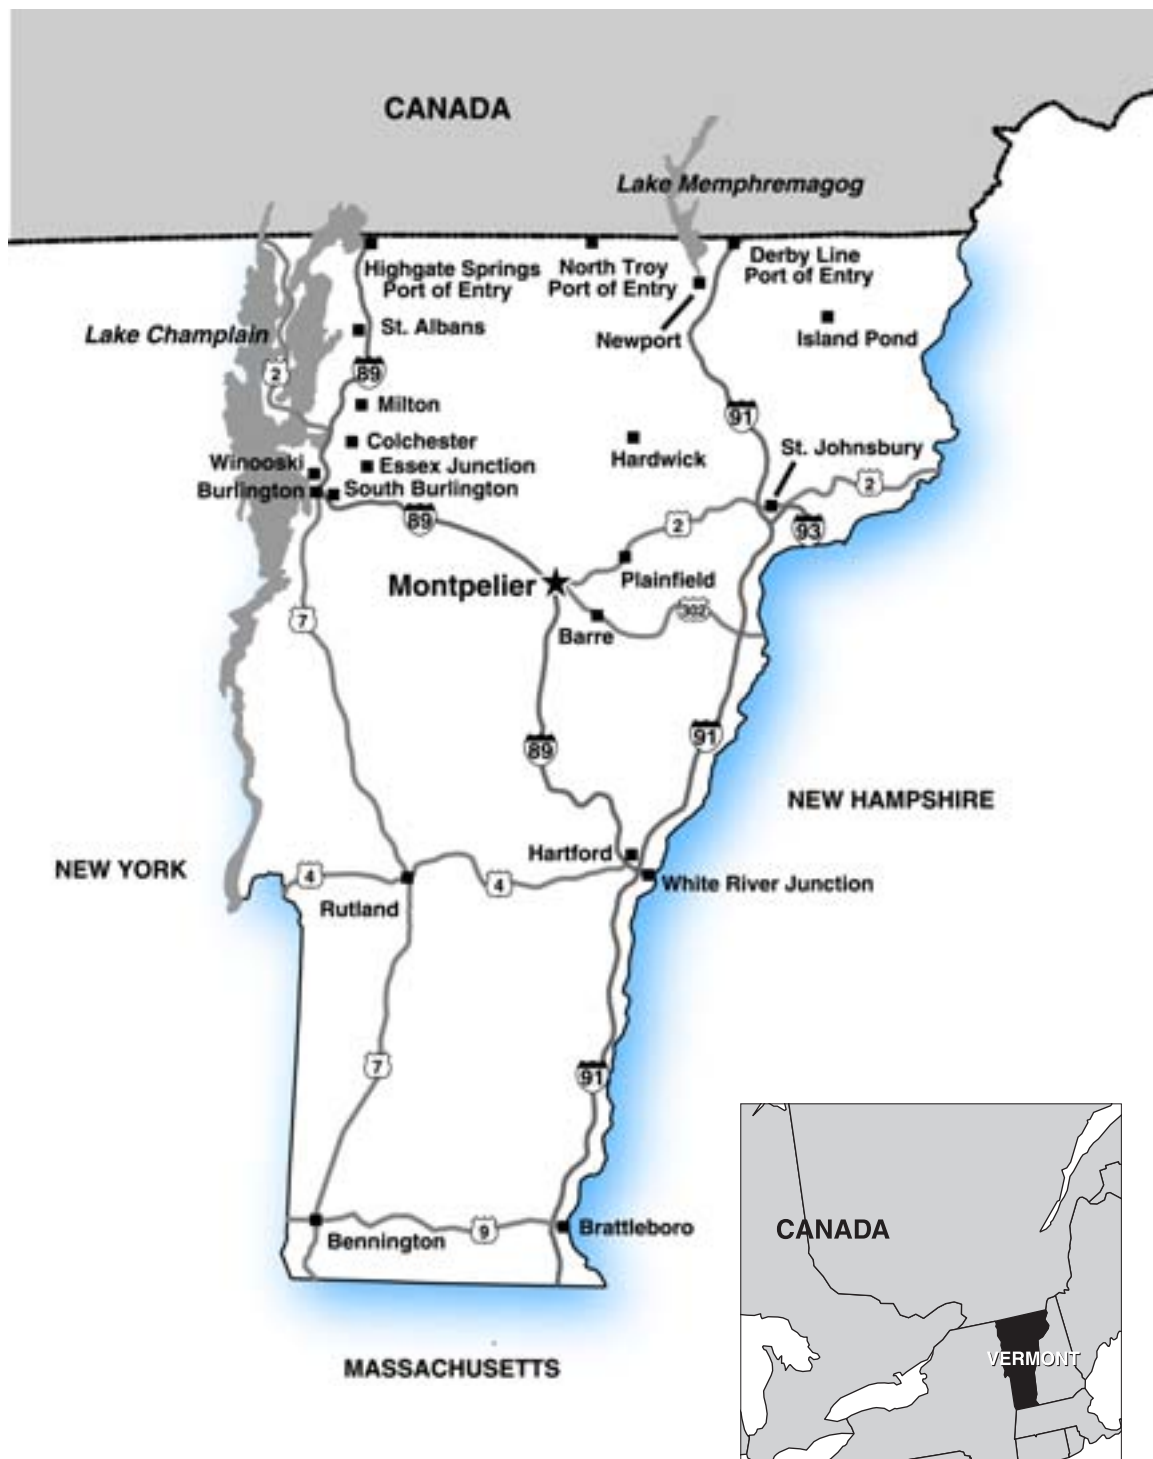 CANADA
Lake Memphremagog
Highgate Springs
Port of Entry
North Troy
Port of Entry
Derby Line
Port of Entry
Lake Champlain
St. Albans
Newport
Island Pond
2
89
Milton
91
Colchester
Hardwick
St. Johnsbury
Winooski
Essex Junction
Burlington
South Burlington
2
89
2
93
Montpelier
Plainfield
7
302
Barre
89
91
NEW HAMPSHIRE
NEW YORK
Hartford
4
4
White River Junction
Rutland
7
91
Bennington
9
Brattleboro
MASSACHUSETTS
CANADA
VERMONT